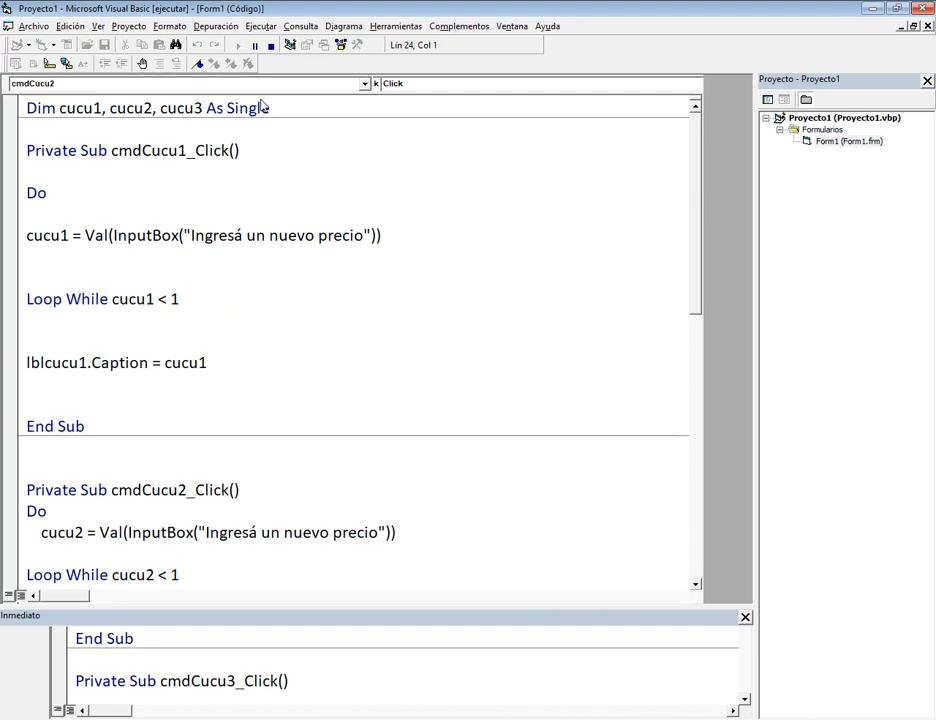 Proyecto1 - Microsoft Visual Basic [ejecutar] - [Form1 (Código)]
Archivo Edición Ver Proyecto Formato Depuración Ejecutar Consulta Diagrama Herramientas Complementos Ventana Ayuda
Lín 24, Col 1
cmdCucu2
k Click
Dim cucu1, cucu2, cucu3 As Single
Private Sub cmdCucu1_Click()
Do
cucu1 = Val(InputBox("Ingresá un nuevo precio"))
Loop While cucu1 < 1
lblcucu1.Caption = cucu1
End Sub
Private Sub cmdCucu2_Click()
Do
cucu2 = Val(InputBox("Ingresá un nuevo precio"))
Loop While cucu2 < 1
Inmediato
End Sub
Private Sub cmdCucu3_Click()
Proyecto - Proyecto1
Proyecto1 (Proyecto1.vbp)
Formularios
Form1 (Form1.frm)